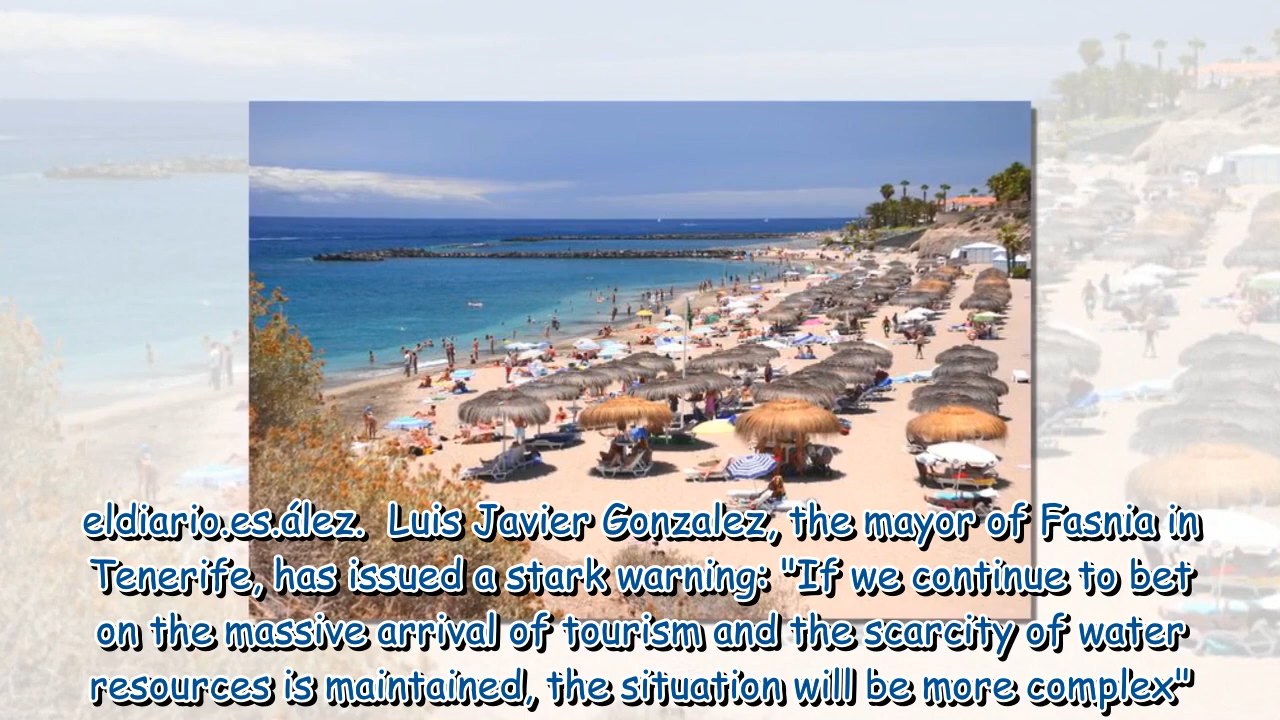 eldiario.es.ález.  Luis Javier Gonzalez, the mayor of Fasnia in
Tenerife, has issued a stark warning: "If we continue to bet
on the massive arrival of tourism and the scarcity of water
resources is maintained, the situation will be more complex"